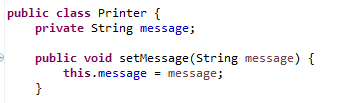 public class Printer {
    private String message;
    public void setMessage(String message) {
        this.message = message;
    }